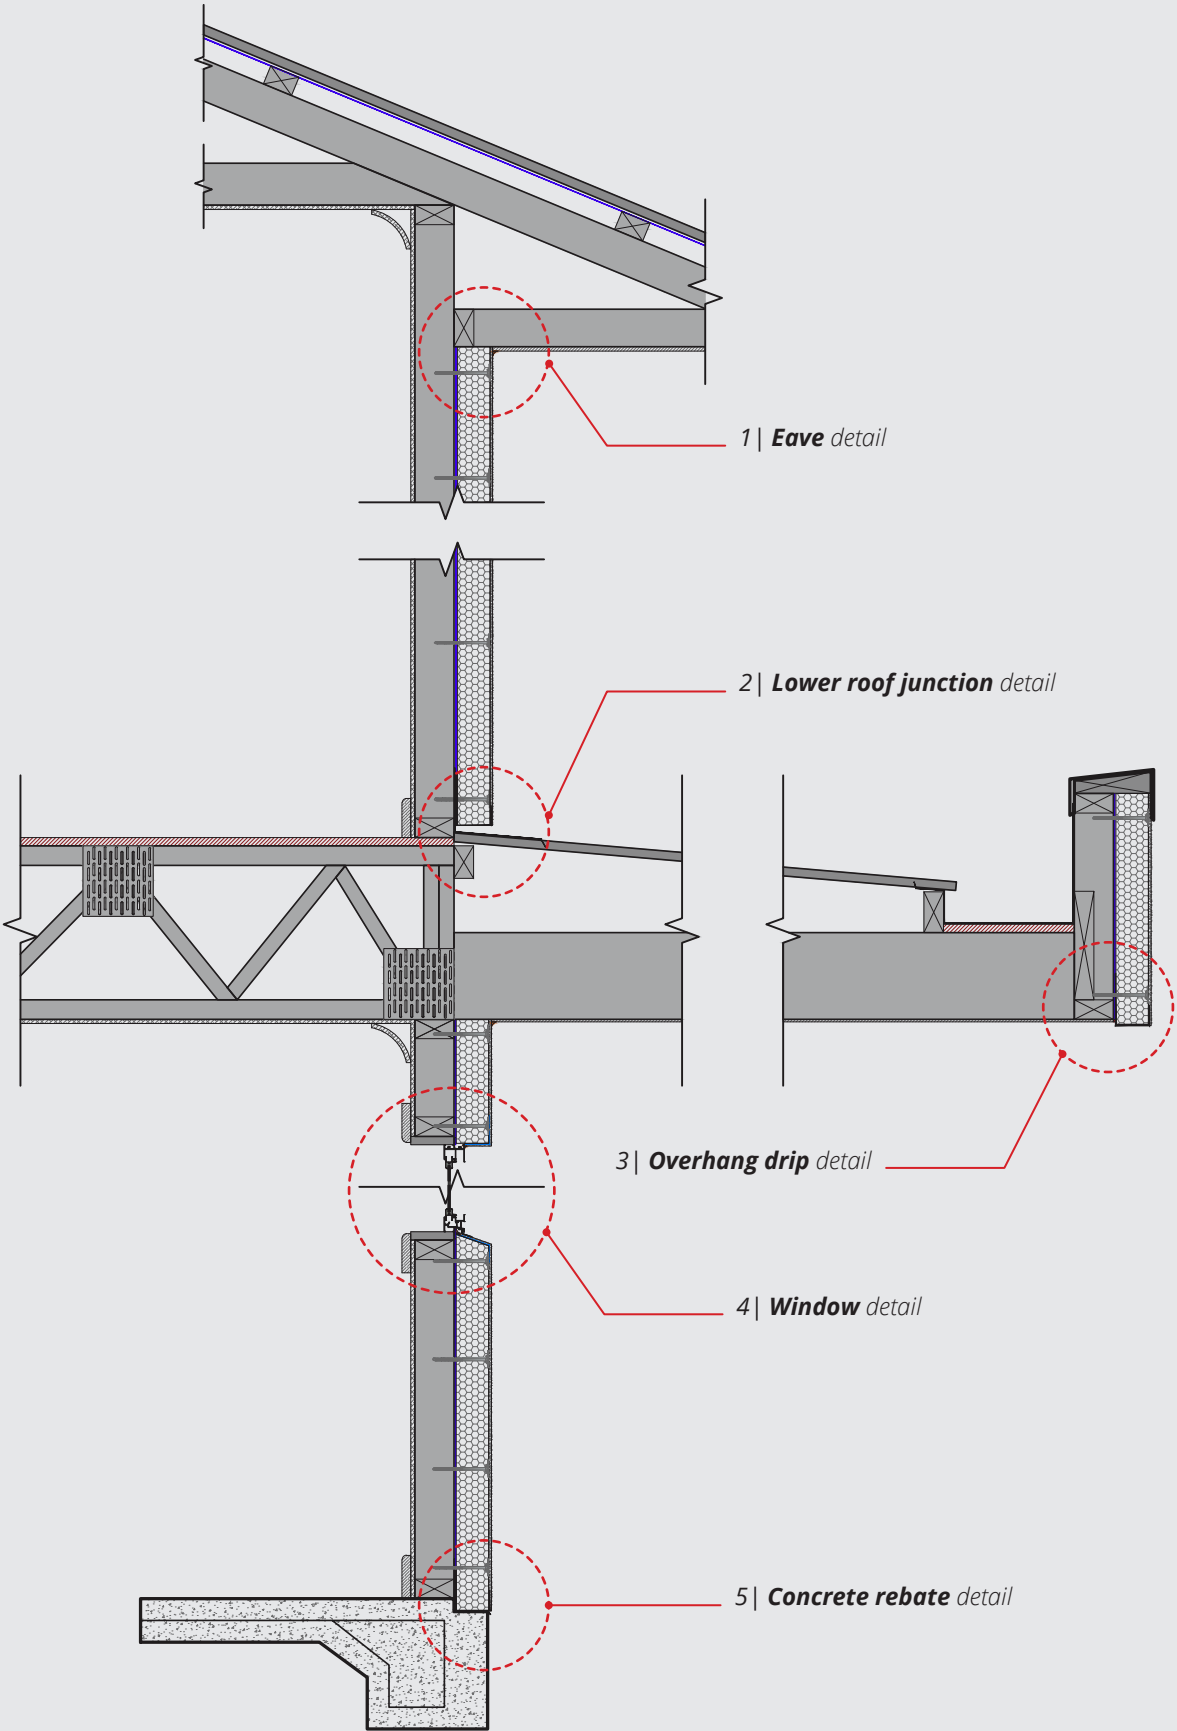 1| Eave detail
2| Lower roof junction detail
3| Overhang drip detail
4| Window detail
5| Concrete rebate detail